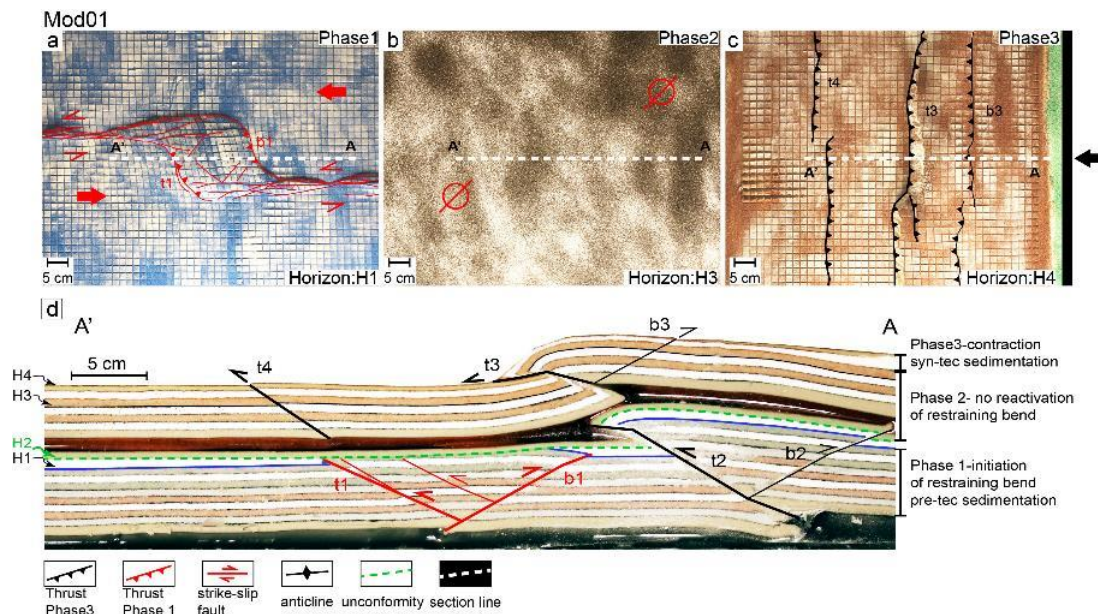 Mod01
a
Phase1
A'
A
b1
t1
5 cm
Horizon:H1
b
Phase2
A'
A
5 cm
Horizon:H3
c
Phase3
t4
t3
b3
A'
A
5 cm
Horizon:H4
d
A'
A
5 cm
b3
t3
t4
H4
H3
H2
H1
t1
b1
t2
b2
Phase3-contraction
syn-tec sedimentation
Phase 2- no reactivation
of restraining bend
Phase 1-initiation
of restraining bend
pre-tec sedimentation
Thrust
Phase3
Thrust
Phase 1
strike-slip
fault
anticline
unconformity
section line